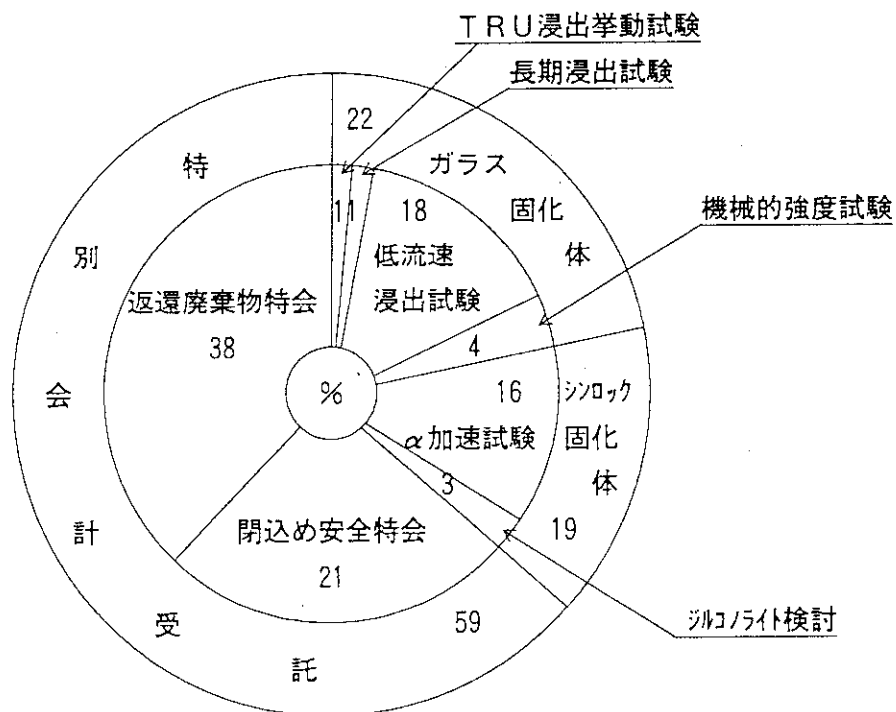 TRU浸出挙動試験
長期浸出試験
22
ガラス
固化
体
機械的強度試験
11
18
低流速
浸出試験
4
16
シンロック
固化
体
α加速試験
3
19
ジルコノライト検討
閉込め安全特会
21
59
返還廃棄物特会
38
%
特
別
会
計
受
託